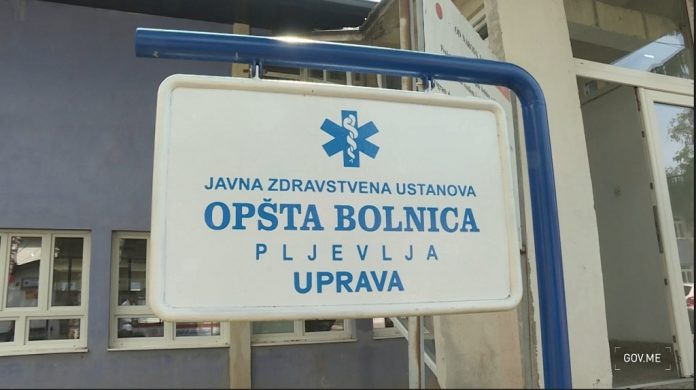 JAVNA ZDRAVSTVENA USTANOVA
OPŠTA BOLNICA
PLJEVLJA
UPRAVA
GOV.ME